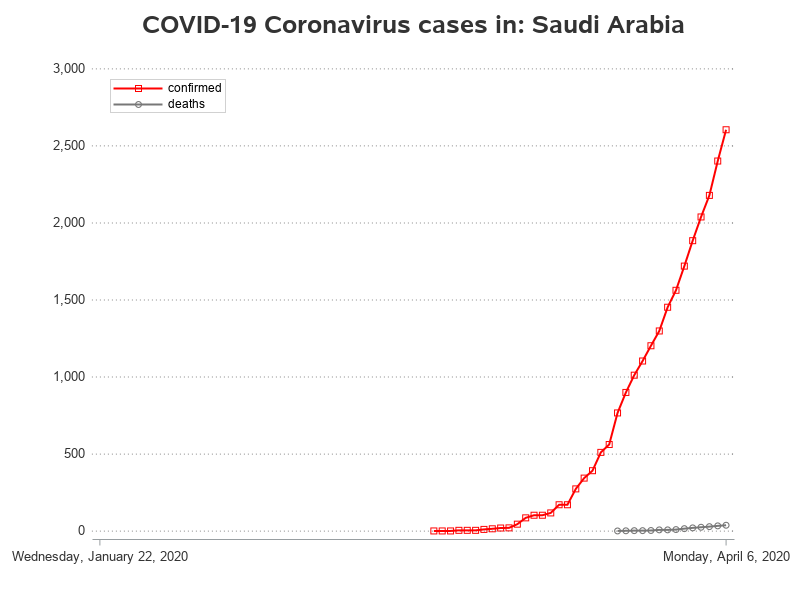 COVID-19 Coronavirus cases in: Saudi Arabia
3,000
confirmed
deaths
2,500
2,000
1,500
1,000
500
0
Wednesday, January 22, 2020
Monday, April 6, 2020